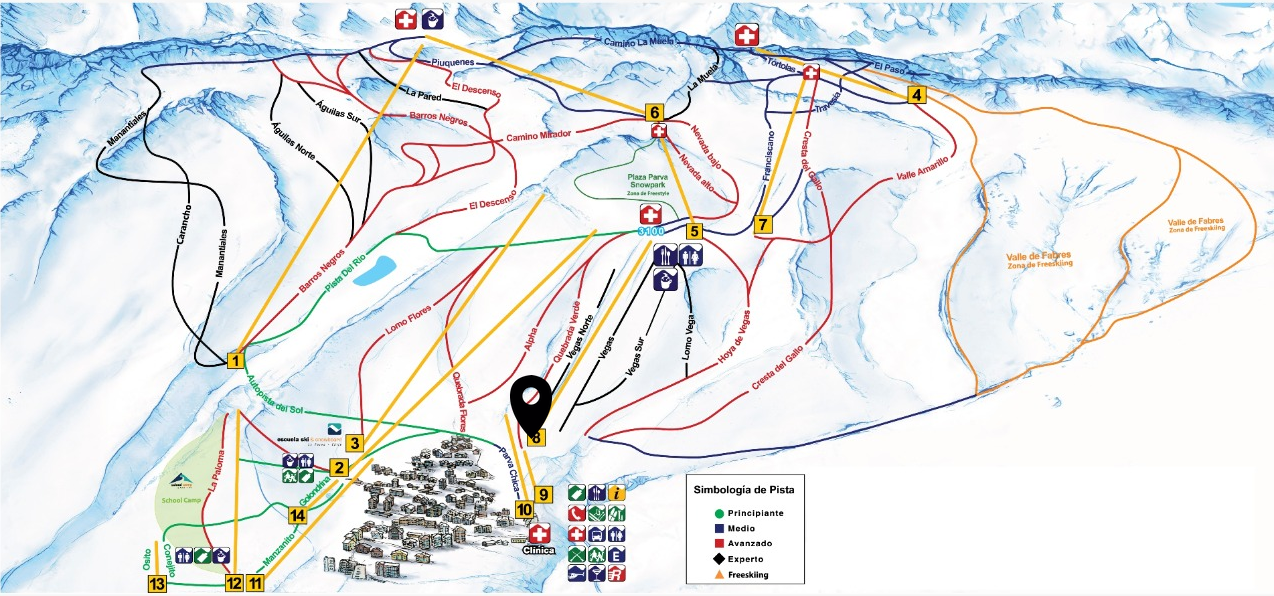 Camino La Muela
Piuquenes
Tórtolas
El Paso
La Muela
El Descenso
La Pared
4
Travesía
Manantiales
Águilas Sur
Barros Negros
6
Águilas Norte
Camino Mirador
Nevada bajo
Franciscano
Cresta Del Gallo
Nevada alto
Valle Amarillo
Plaza Parva
Snowpark
Zona de Freestyle
Carancho
El Descenso
3100
5
7
Valle de Fabres
Zona de Freeskiing
Manantiales
Barros Negros
Pista Del Rio
Valle de Fabres
Zona de Freeskiing
Lomo Flores
Alpha
Quebrada Verde
Vegas Norte
Vegas
Vegas Sur
Lomo Vega
Hoya de Vegas
1
Cresta del Gallo
Autopista del Sol
Quebrada Flores
escuela ski
3
8
2
La Paloma
Parva Chica
School Camp
Golondrina
9
10
14
Simbología de Pista
Principiante
Medio
Avanzado
Experto
Freeskiing
Clínica
Manzanito
Osito
Conejito
13
12
11
i
E
R